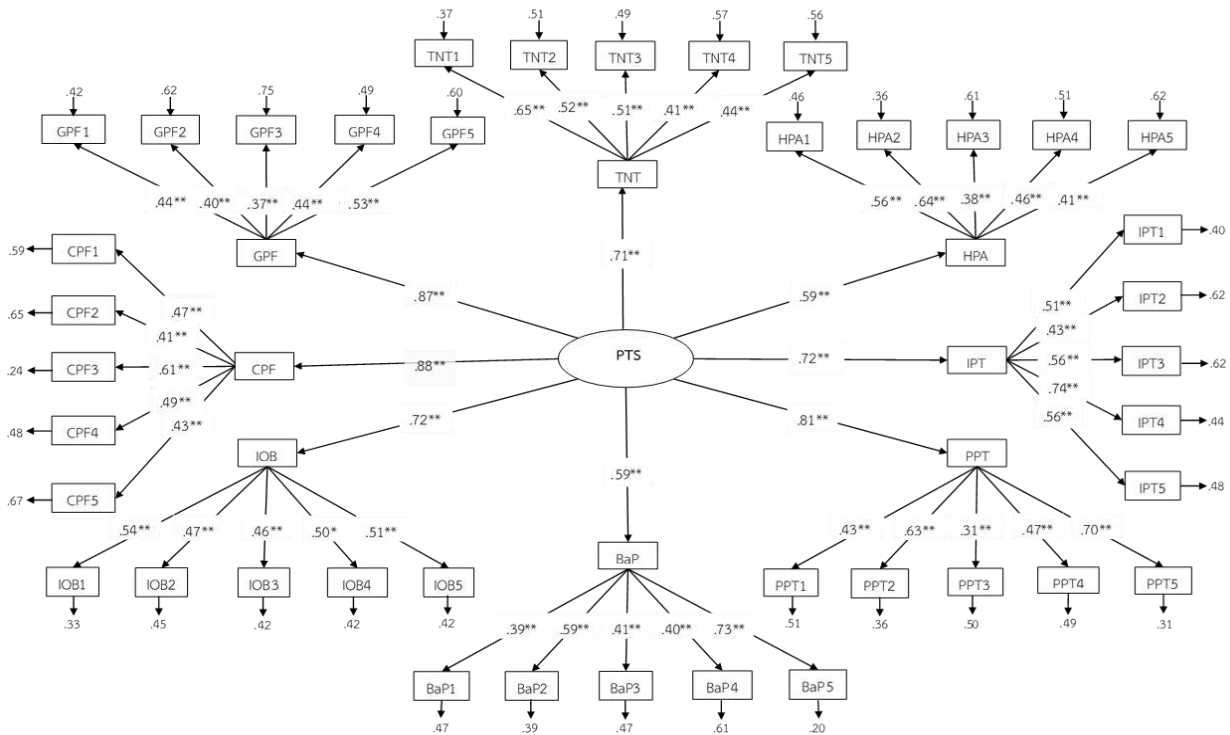 .37 .51 .49 .57 .56
TNT1 TNT2 TNT3 TNT4 TNT5
.65** .52** .51** .41** .44**
TNT
.71**
.42 .62 .75 .49 .60
GPF1 GPF2 GPF3 GPF4 GPF5
.44** .40** .37** .44** .53**
GPF
.87**
.46 .36 .61 .51 .62
HPA1 HPA2 HPA3 HPA4 HPA5
.56** .64** .38** .46** .41**
HPA
.59**
.59 CPF1 .47**
.65 CPF2 .41**
.24 CPF3 .61**
.48 CPF4 .49**
.67 CPF5 .43**
CPF
.88**
PTS
.72**
IPT
.51** IPT1 .40
.43** IPT2 .62
.56** IPT3 .62
.74** IPT4 .44
.56** IPT5 .48
.72**
IOB
.54** .47** .46** .50* .51**
IOB1 IOB2 IOB3 IOB4 IOB5
.33 .45 .42 .42 .42
.59**
BaP
.39** .59** .41** .40** .73**
BaP1 BaP2 BaP3 BaP4 BaP5
.47 .39 .47 .61 .20
.81**
PPT
.43** .63** .31** .47** .70**
PPT1 PPT2 PPT3 PPT4 PPT5
.51 .36 .50 .49 .31